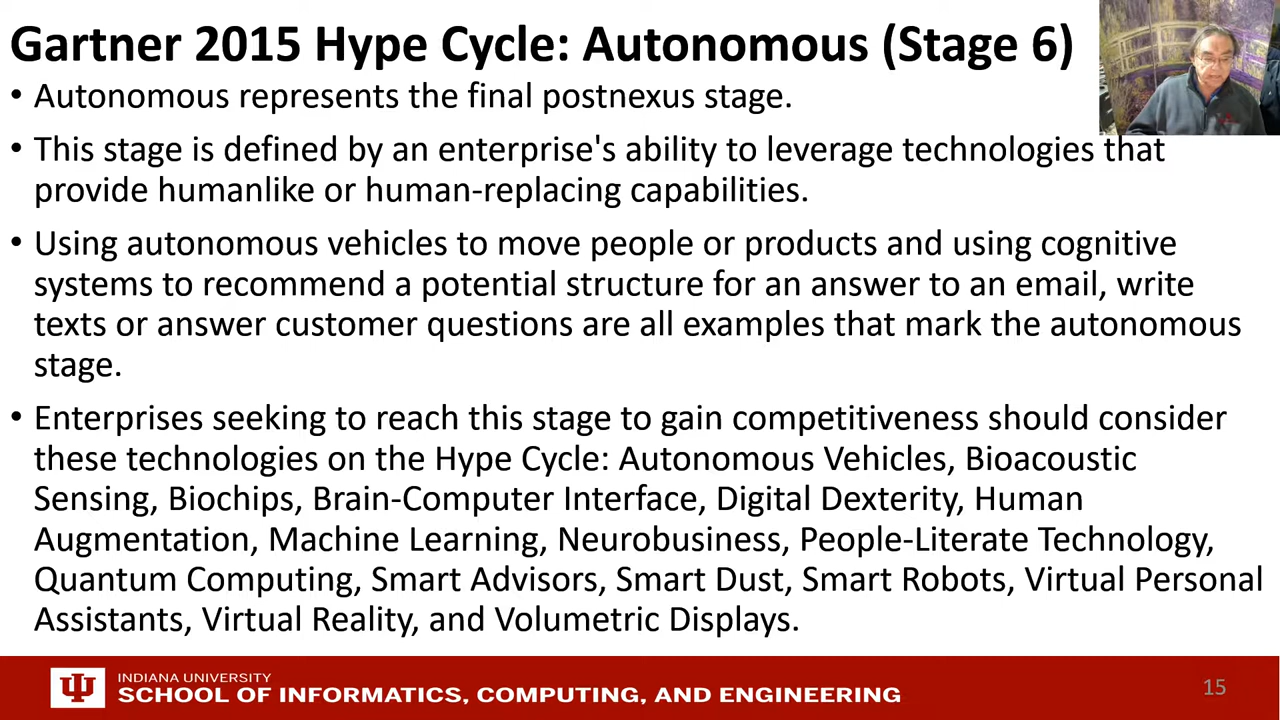 Gartner 2015 Hype Cycle: Autonomous (Stage 6)
• Autonomous represents the final postnexus stage.
• This stage is defined by an enterprise's ability to leverage technologies that
provide humanlike or human-replacing capabilities.
• Using autonomous vehicles to move people or products and using cognitive
systems to recommend a potential structure for an answer to an email, write
texts or answer customer questions are all examples that mark the autonomous
stage.
• Enterprises seeking to reach this stage to gain competitiveness should consider
these technologies on the Hype Cycle: Autonomous Vehicles, Bioacoustic
Sensing, Biochips, Brain-Computer Interface, Digital Dexterity, Human
Augmentation, Machine Learning, Neurobusiness, People-Literate Technology,
Quantum Computing, Smart Advisors, Smart Dust, Smart Robots, Virtual Personal
Assistants, Virtual Reality, and Volumetric Displays.
INDIANA UNIVERSITY
SCHOOL OF INFORMATICS, COMPUTING, AND ENGINEERING
15